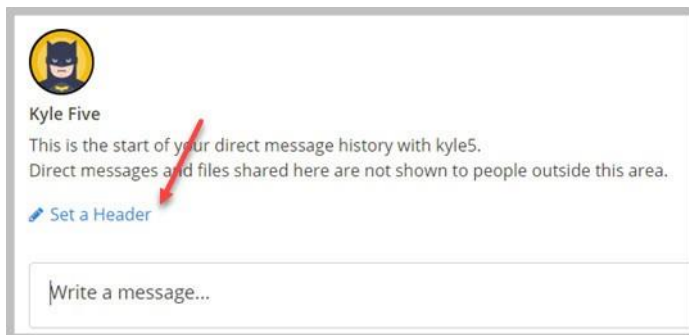 Kyle Five
This is the start of your direct message history with kyle5.
Direct messages and files shared here are not shown to people outside this area.
Set a Header
Write a message...